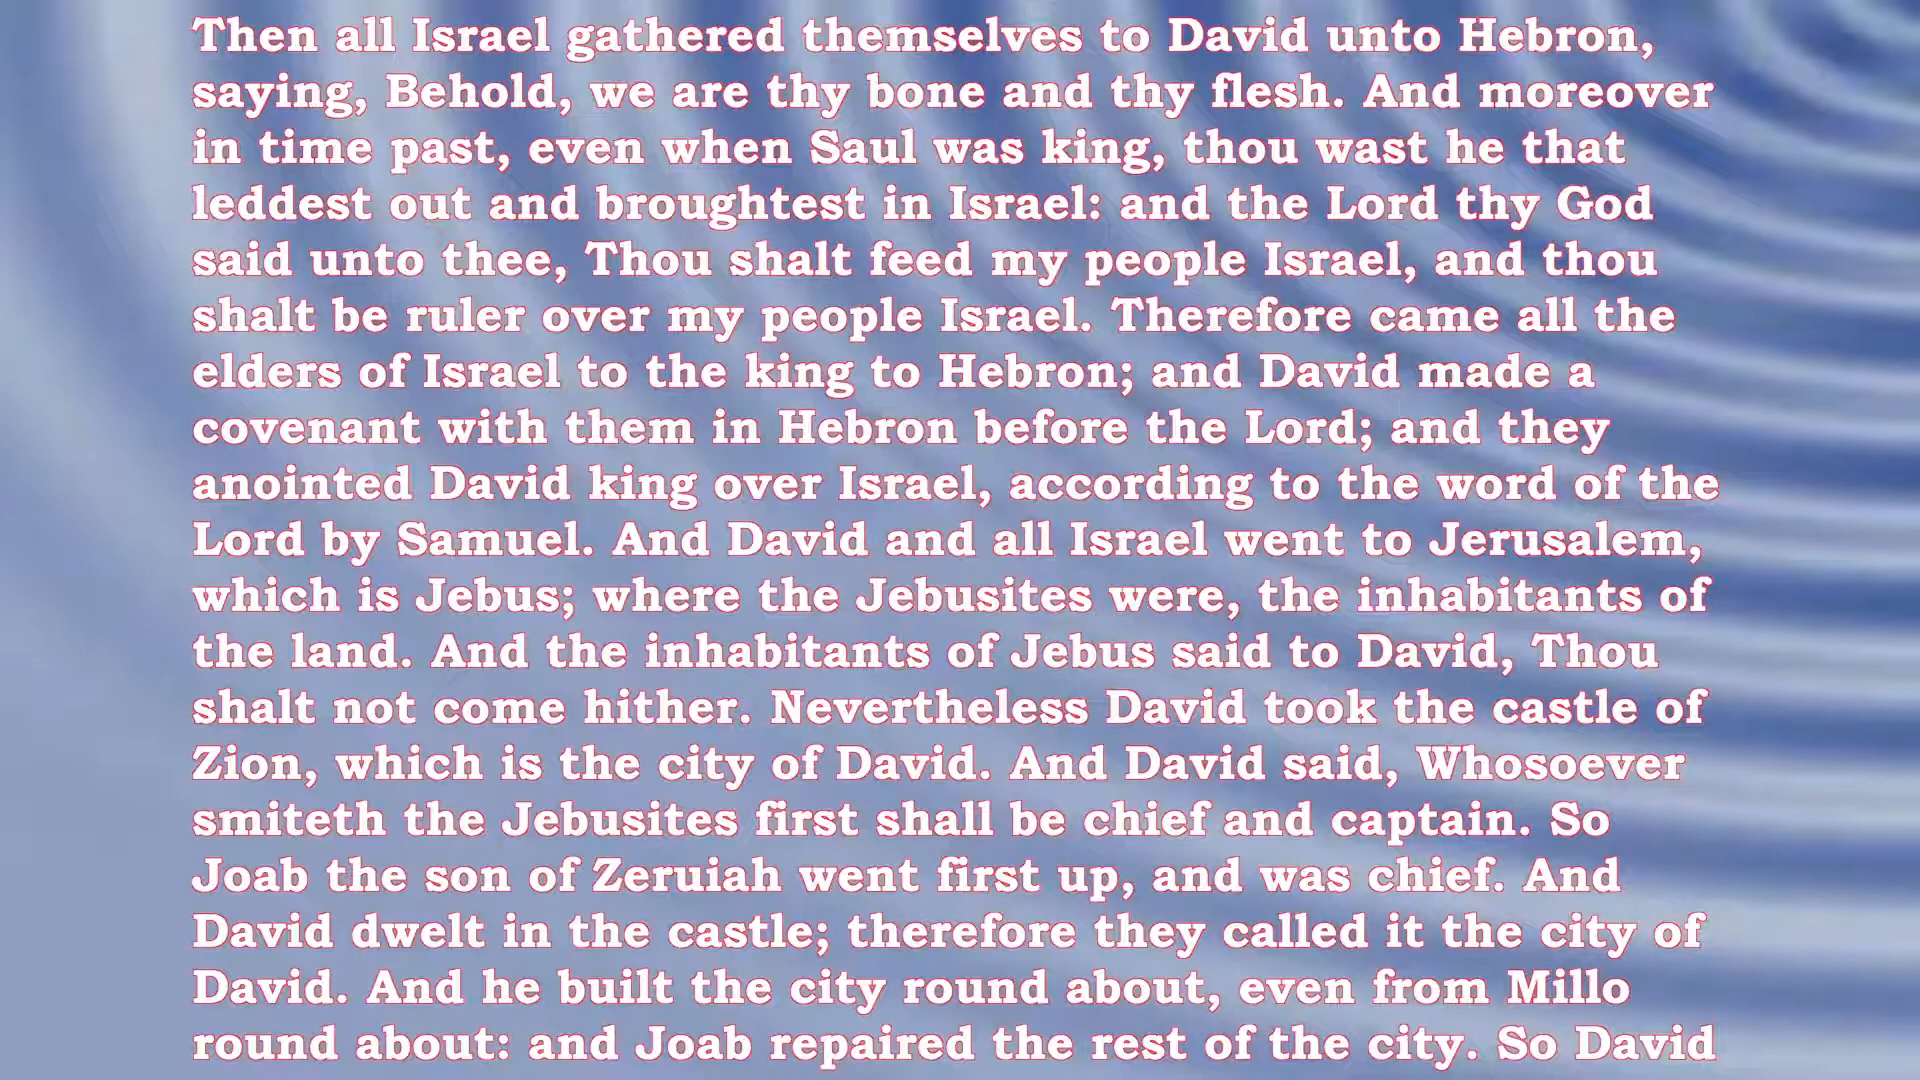 Then all Israel gathered themselves to David unto Hebron,
saying, Behold, we are thy bone and thy flesh. And moreover
in time past, even when Saul was king, thou wast he that
leddest out and broughtest in Israel: and the Lord thy God
said unto thee, Thou shalt feed my people Israel, and thou
shalt be ruler over my people Israel. Therefore came all the
elders of Israel to the king to Hebron; and David made a
covenant with them in Hebron before the Lord; and they
anointed David king over Israel, according to the word of the
Lord by Samuel. And David and all Israel went to Jerusalem,
which is Jebus; where the Jebusites were, the inhabitants of
the land. And the inhabitants of Jebus said to David, Thou
shalt not come hither. Nevertheless David took the castle of
Zion, which is the city of David. And David said, Whosoever
smiteth the Jebusites first shall be chief and captain. So
Joab the son of Zeruiah went first up, and was chief. And
David dwelt in the castle; therefore they called it the city of
David. And he built the city round about, even from Millo
round about: and Joab repaired the rest of the city. So David